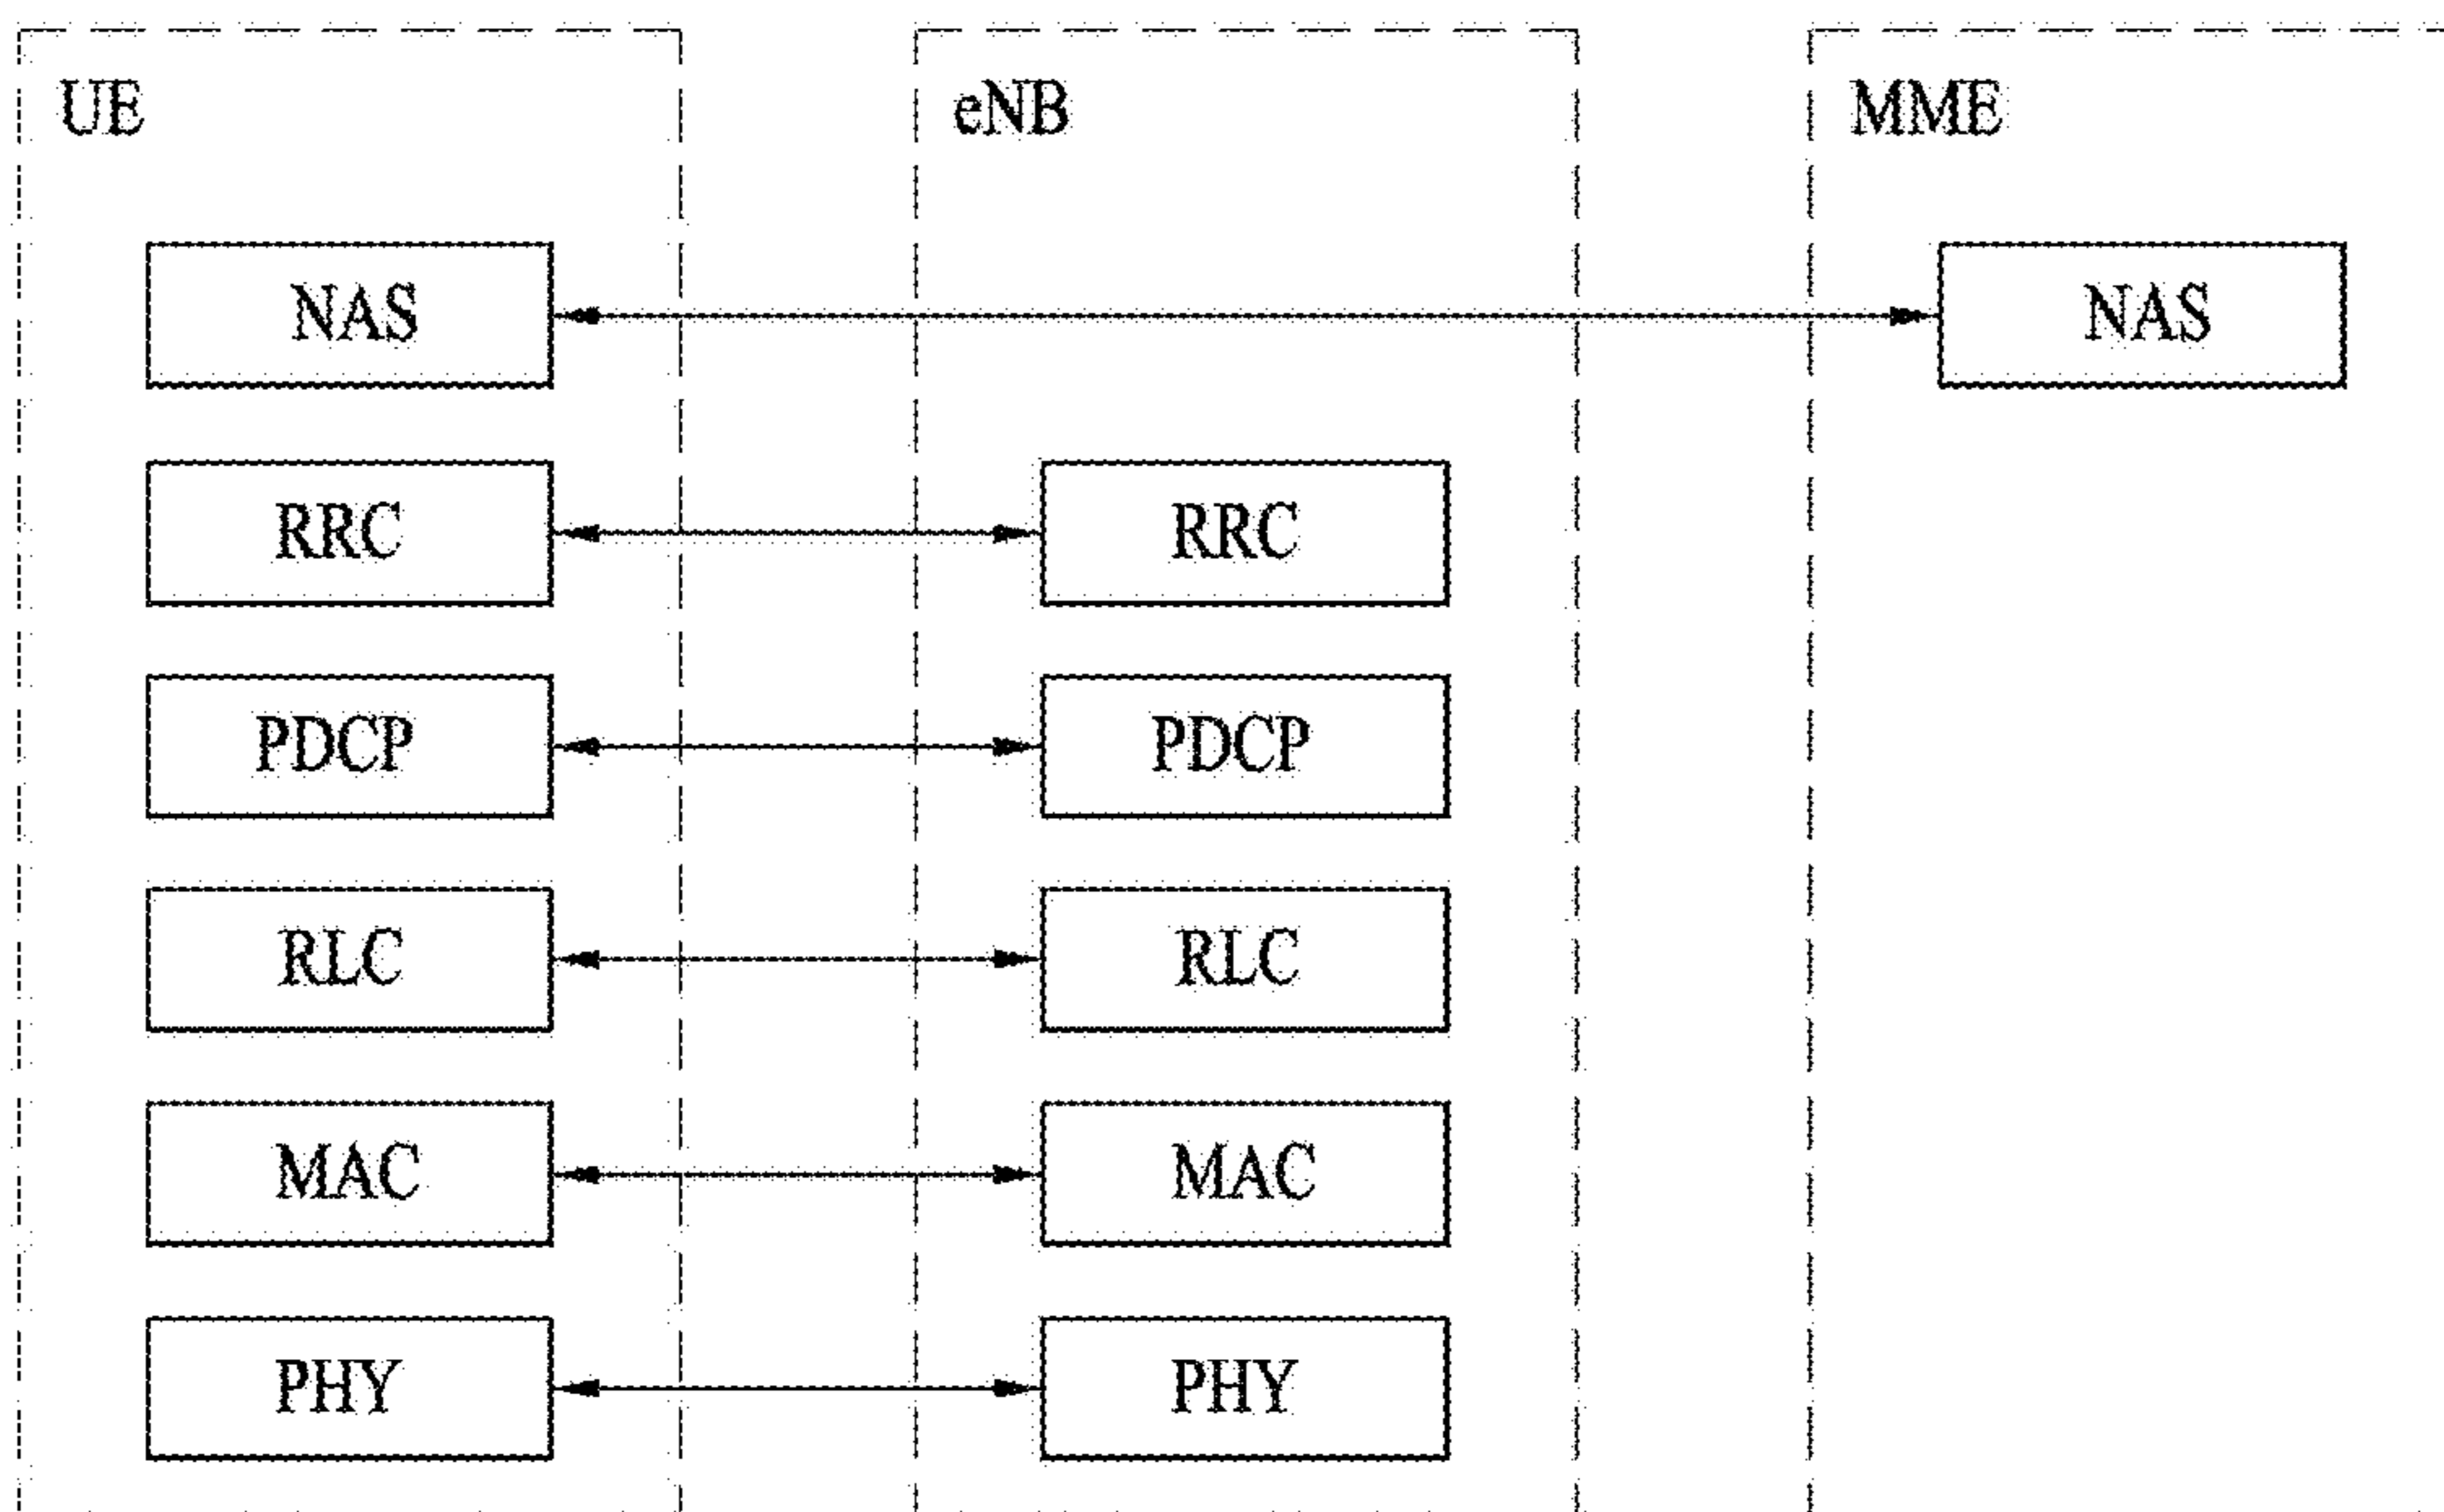 UE eNB MME
NAS NAS
RRC RRC
PDCP PDCP
RLC RLC
MAC MAC
PHY PHY